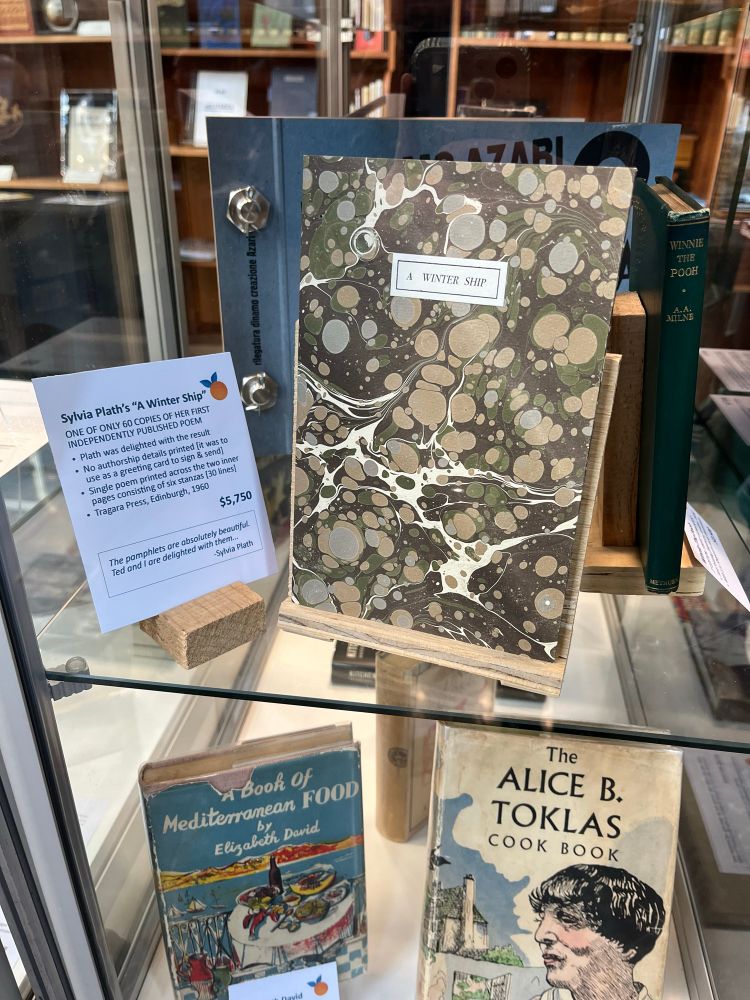 AZARI
rilegatura dinamo creazione Azari
A WINTER SHIP.
WINNIE
THE
POOH
A.A.
MILNE
METHUEN
Sylvia Plath's "A Winter Ship"
ONE OF ONLY 60 COPIES OF HER FIRST
INDEPENDENTLY PUBLISHED POEM
• Plath was delighted with the result
• No authorship details printed [it was to
use as a greeting card to sign & send]
• Single poem printed across the two inner
pages consisting of six stanzas [30 lines]
• Tragara Press, Edinburgh, 1960
$5,750
The pamphlets are absolutely beautiful.
Ted and I are delighted with them...
-Sylvia Plath
A Book Of
Mediterranean FOOD
by
Elizabeth David
The
ALICE B.
TOKLAS
COOK BOOK
David